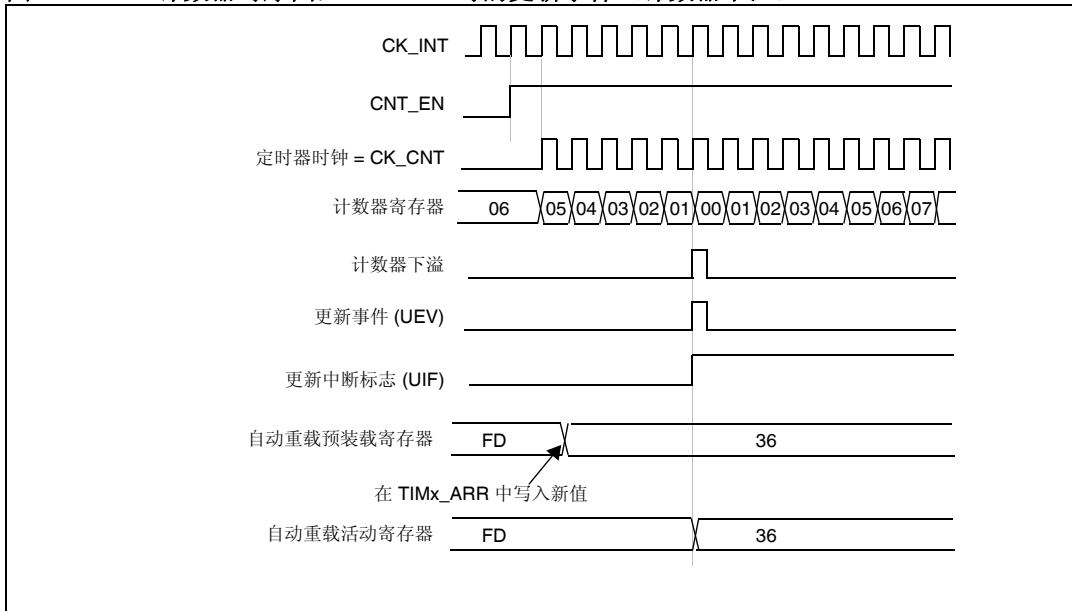 CK_INT
CNT_EN
定时器时钟 = CK_CNT
计数器寄存器 06 05 04 03 02 01 00 01 02 03 04 05 06 07
计数器下溢
更新事件 (UEV)
更新中断标志 (UIF)
自动重载预装载寄存器 FD 36
在 TIMx_ARR 中写入新值
自动重载活动寄存器 FD 36